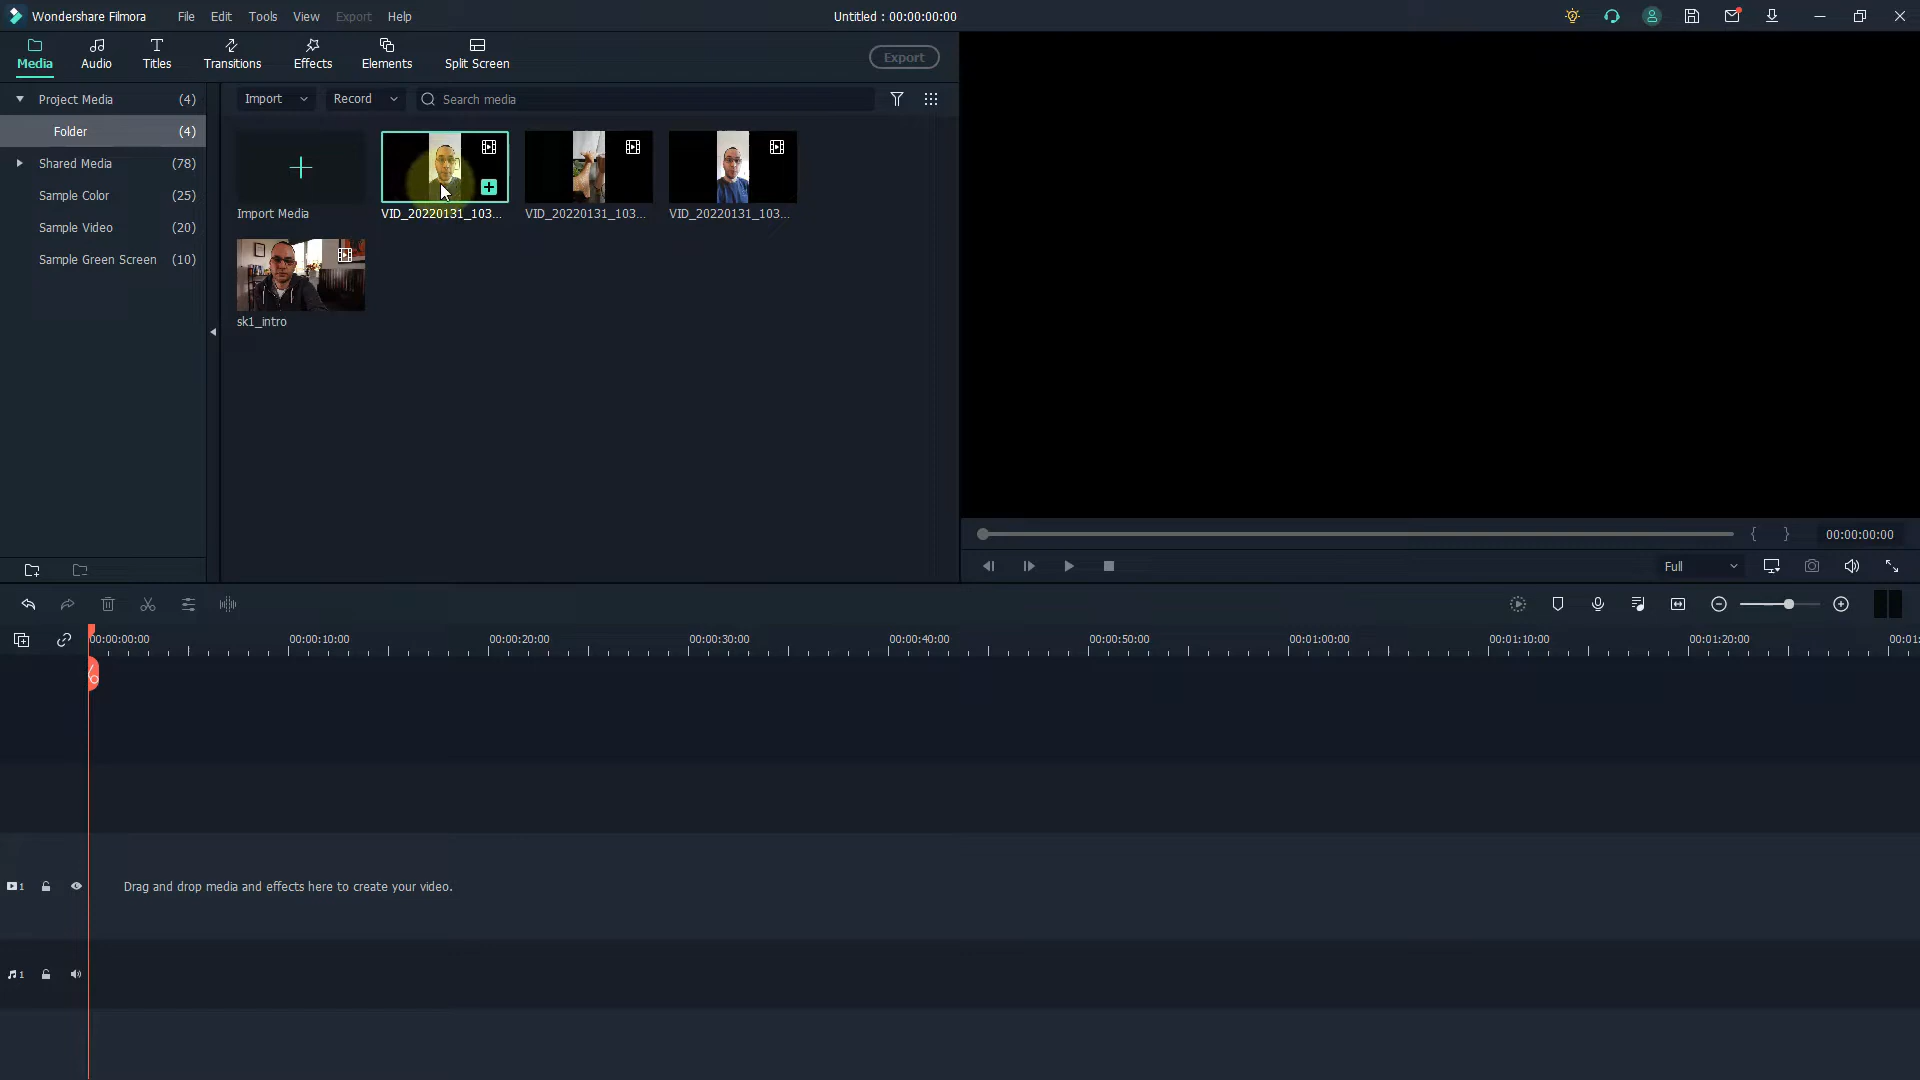 Wondershare Filmora File Edit Tools View Export Help Untitled : 00:00:00:00
Media Audio Titles Transitions Effects Elements Split Screen Export
Project Media (4)
Folder (4)
Shared Media (78)
Sample Color (25)
Sample Video (20)
Sample Green Screen (10)
Import Record Search media
Import Media VID_20220131_103... VID_20220131_103... VID_20220131_103...
sk1_intro
{ } 00:00:00:00
Full
00:00:00:00 00:00:10:00 00:00:20:00 00:00:30:00 00:00:40:00 00:00:50:00 00:01:00:00 00:01:10:00 00:01:20:00 00:01:
1 Drag and drop media and effects here to create your video.
1